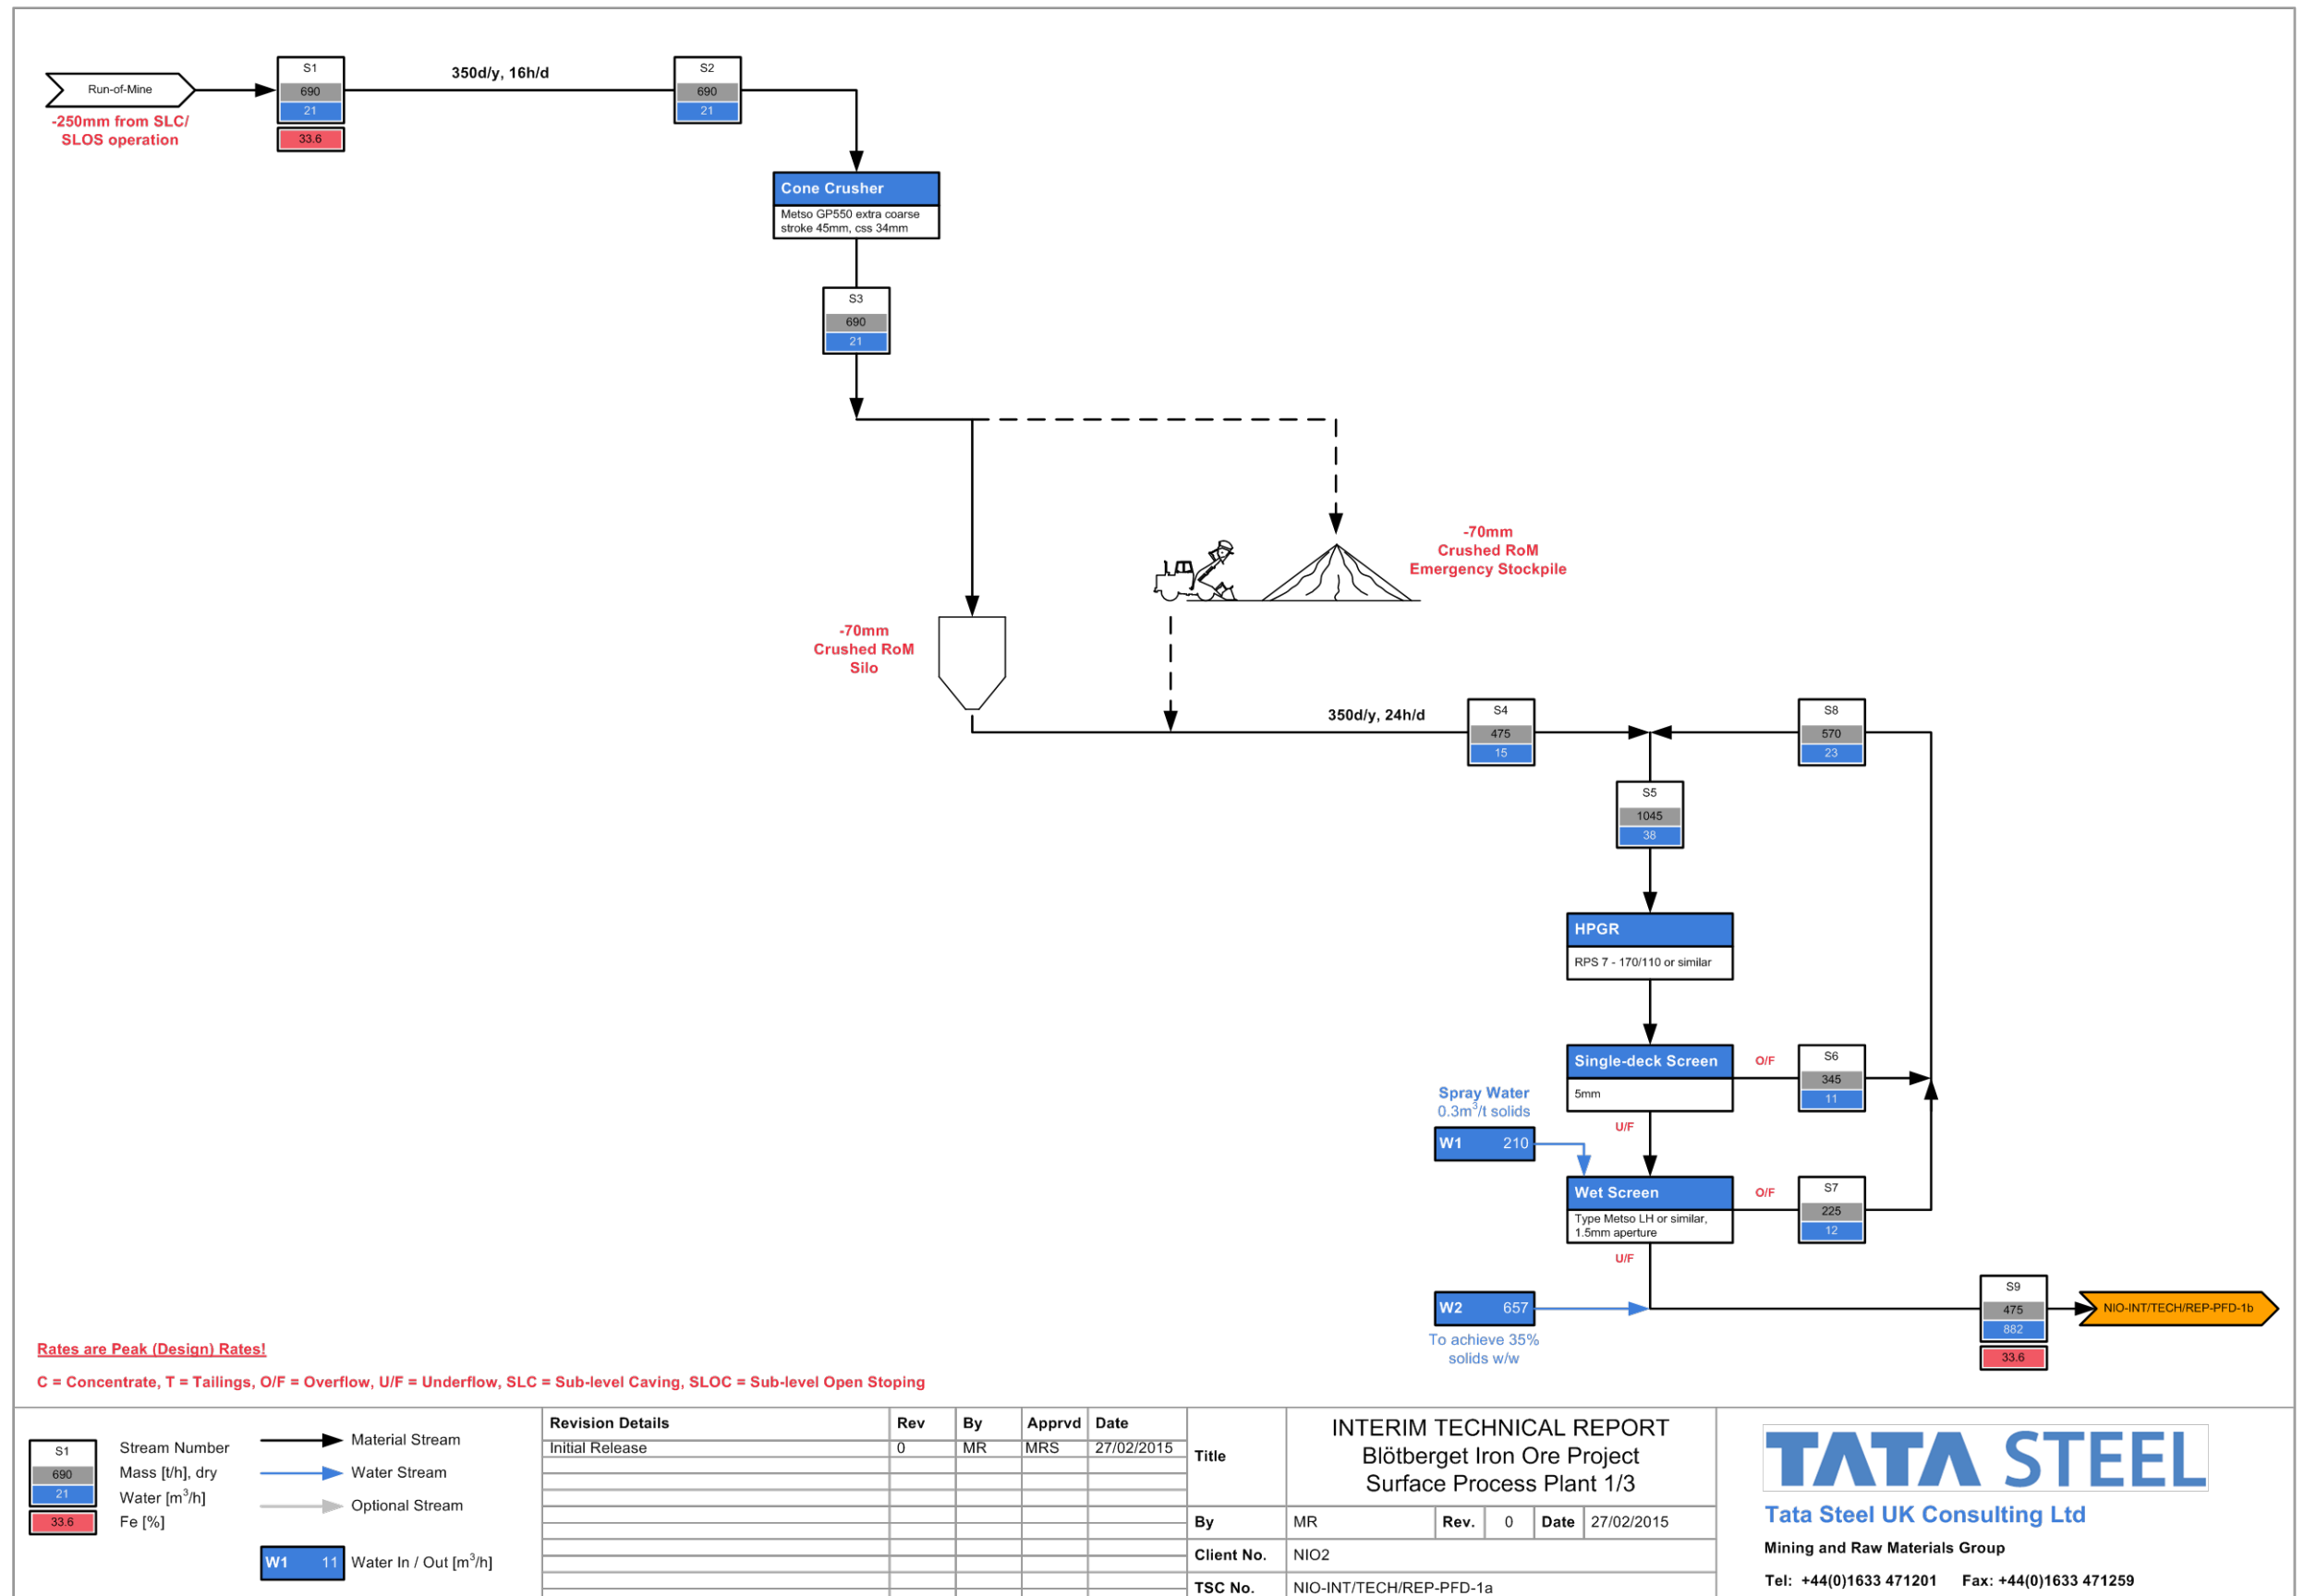 S1
690
21
33.6
Run-of-Mine
-250mm from SLC/
SLOS operation
350d/y, 16h/d
S2
690
21
Cone Crusher
Metso GP550 extra coarse
stroke 45mm, css 34mm
S3
690
21
-70mm
Crushed RoM
Emergency Stockpile
-70mm
Crushed RoM
Silo
350d/y, 24h/d
S4
475
15
S8
570
23
S5
1045
38
HPGR
RPS 7 - 170/110 or similar
Single-deck Screen
5mm
O/F
S6
345
11
U/F
Spray Water
0.3m³/t solids
W1 210
Wet Screen
Type Metso LH or similar,
1.5mm aperture
O/F
S7
225
12
U/F
W2 657
To achieve 35%
solids w/w
S9
475
882
33.6
NIO-INT/TECH/REP-PFD-1b
Rates are Peak (Design) Rates!
C = Concentrate, T = Tailings, O/F = Overflow, U/F = Underflow, SLC = Sub-level Caving, SLOC = Sub-level Open Stoping
S1
690
21
33.6
Stream Number
Mass [t/h], dry
Water [m³/h]
Fe [%]
Material Stream
Water Stream
Optional Stream
W1 11 Water In / Out [m³/h]
Revision Details Rev By Apprvd Date
Initial Release 0 MR MRS 27/02/2015
Title
INTERIM TECHNICAL REPORT
Blötberget Iron Ore Project
Surface Process Plant 1/3
By MR Rev. 0 Date 27/02/2015
Client No. NIO2
TSC No. NIO-INT/TECH/REP-PFD-1a
TATA STEEL
Tata Steel UK Consulting Ltd
Mining and Raw Materials Group
Tel: +44(0)1633 471201 Fax: +44(0)1633 471259